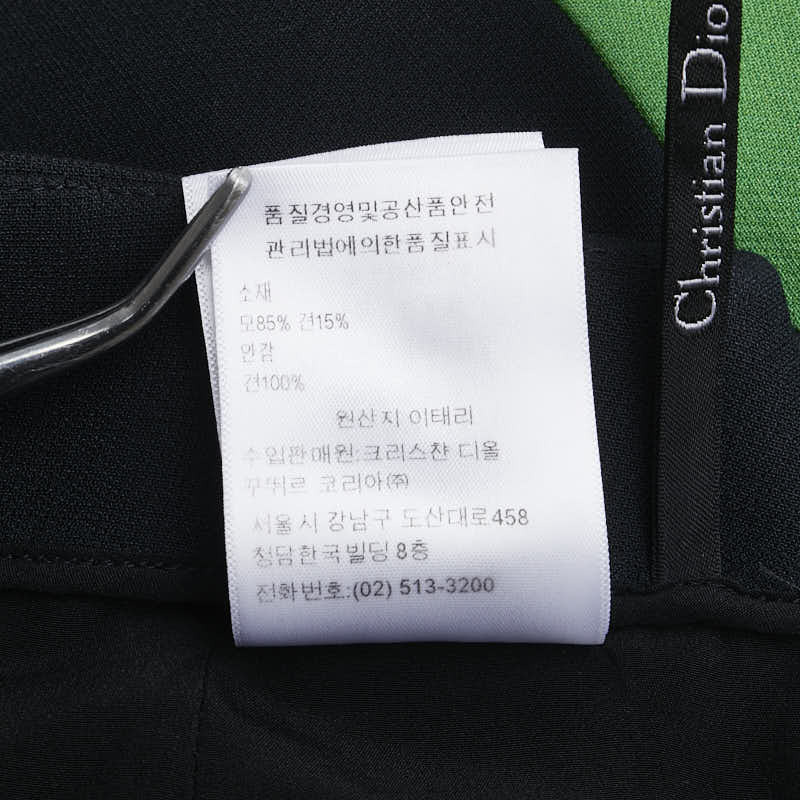 품질경영및공산품안전
관리법에의한품질표시
소재
모85% 견15%
안감
견100%
원산지 이태리
수입판매원:크리스챤 디올
꾸뛰르 코리아㈜
서울시 강남구 도산대로458
청담한국빌딩 8층
전화번호:(02) 513-3200
Christian Dio